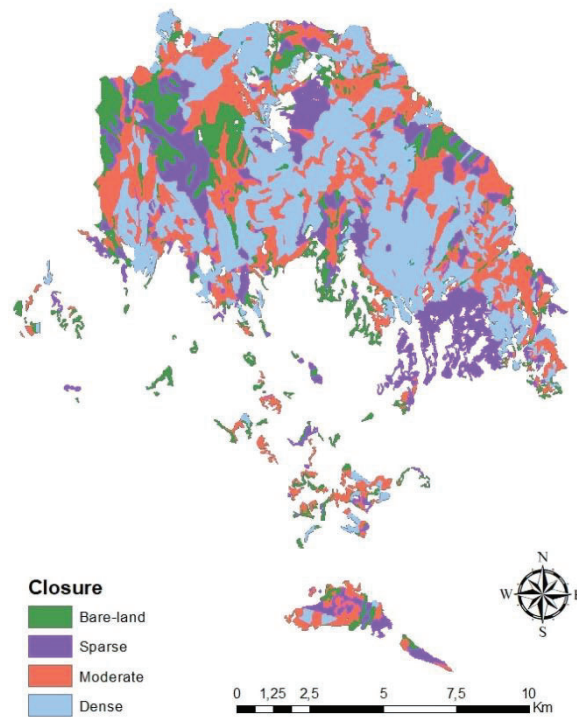 N
W
E
S
Closure
Bare-land
Sparse
Moderate
Dense
0 1,25 2,5 5 7,5 10
Km